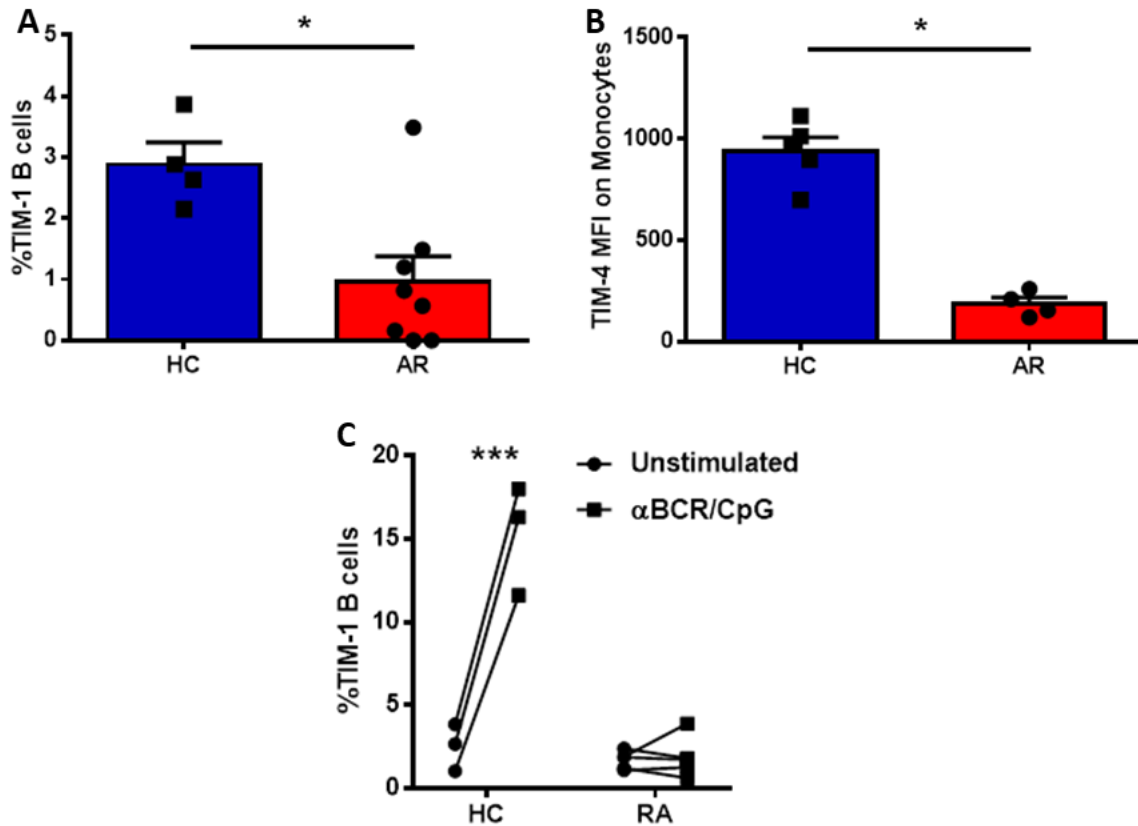 A
*
%TIM-1 B cells
5
4
3
2
1
0
HC
AR
B
*
TIM-4 MFI on Monocytes
1500
1000
500
0
HC
AR
C
***
%TIM-1 B cells
20
15
10
5
0
HC
RA
Unstimulated
αBCR/CpG